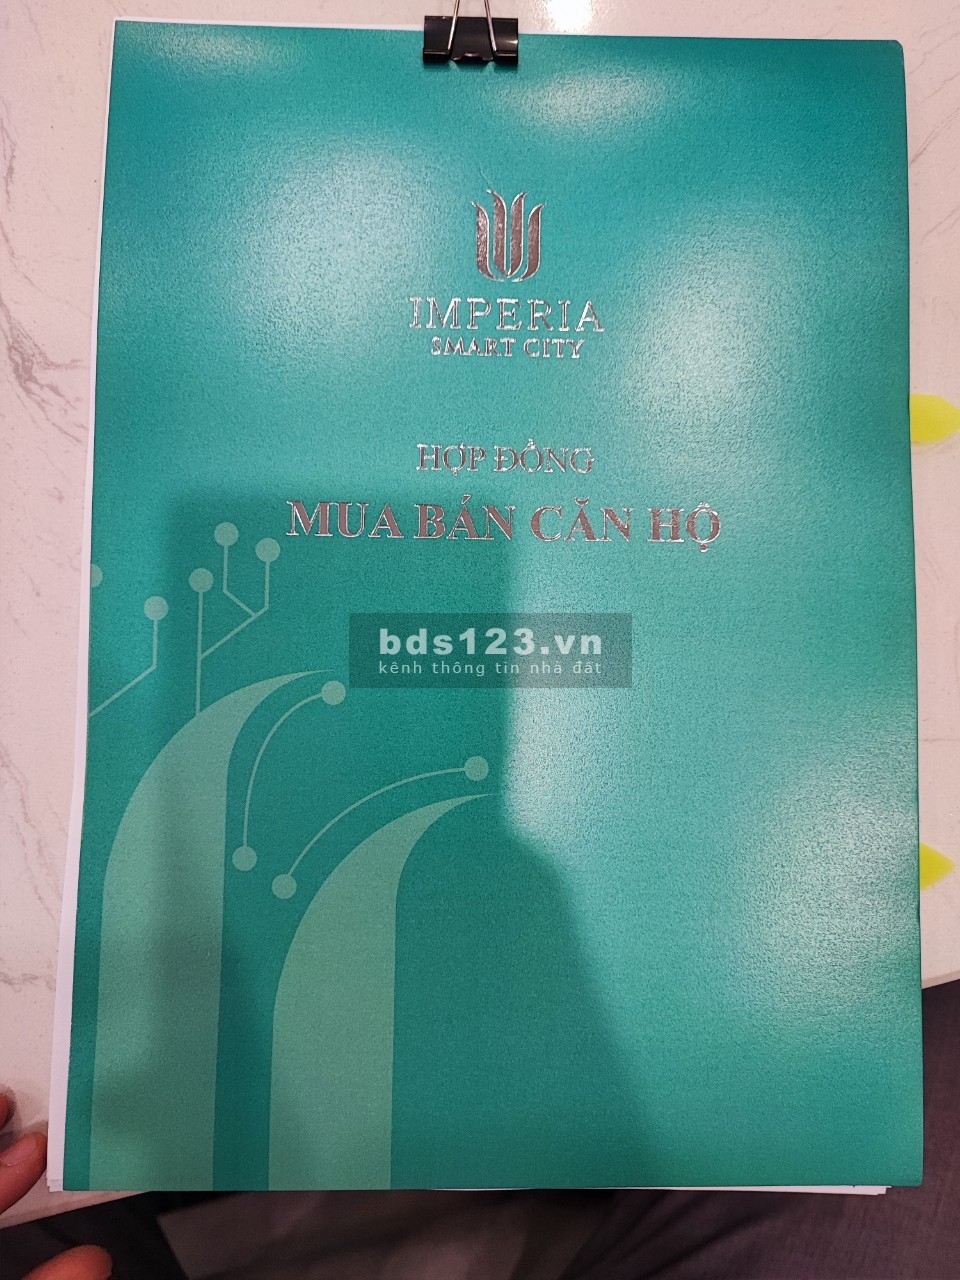 IMPERIA
SMART CITY
HỢP ĐỒNG
MUA BÁN CĂN HỘ
bds123.vn
kênh thông tin nhà đất